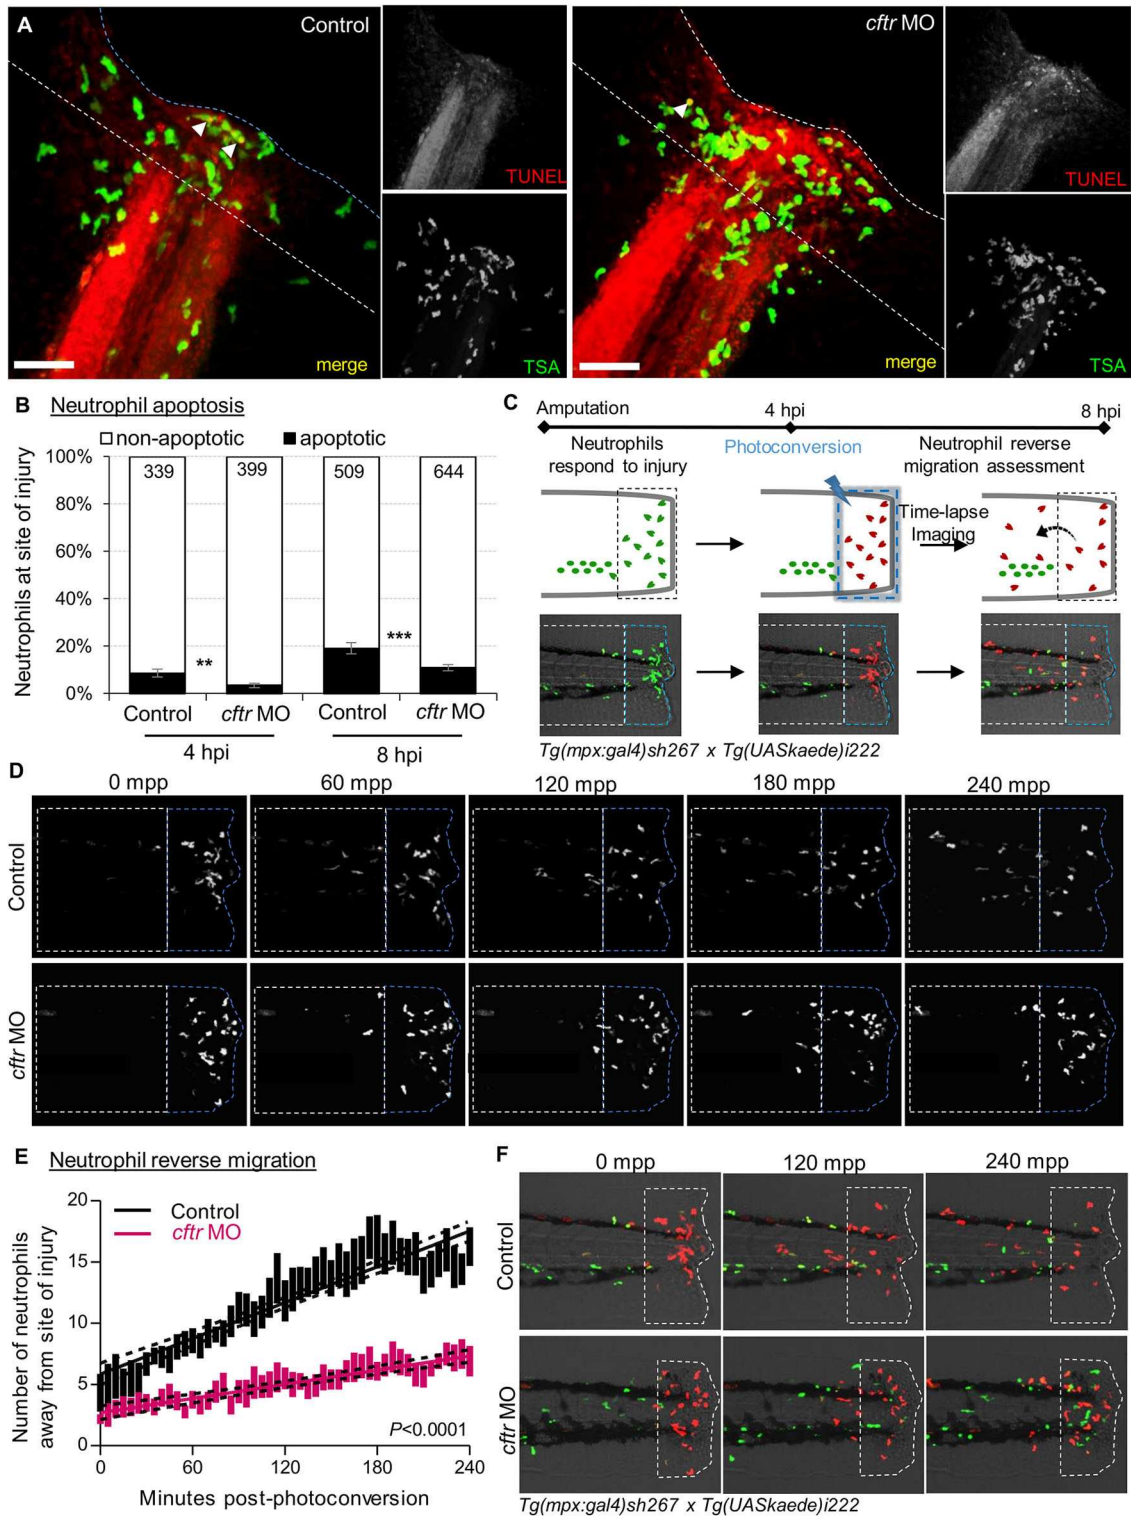 A
Control
TUNEL
merge
TSA
cftr MO
TUNEL
merge
TSA
B Neutrophil apoptosis
non-apoptotic apoptotic
Neutrophils at site of injury
100%
80%
60%
40%
20%
0%
339 399 509 644
** ***
Control cftr MO Control cftr MO
4 hpi 8 hpi
C
Amputation 4 hpi 8 hpi
Neutrophils
respond to injury
Photoconversion
Neutrophil reverse
migration assessment
Time-lapse
Imaging
Tg(mpx:gal4)sh267 x Tg(UASkaede)i222
D
0 mpp 60 mpp 120 mpp 180 mpp 240 mpp
Control
cftr MO
E Neutrophil reverse migration
Control
cftr MO
Number of neutrophils
away from site of injury
20
15
10
5
0
P<0.0001
0 60 120 180 240
Minutes post-photoconversion
F
0 mpp 120 mpp 240 mpp
Control
cftr MO
Tg(mpx:gal4)sh267 x Tg(UASkaede)i222